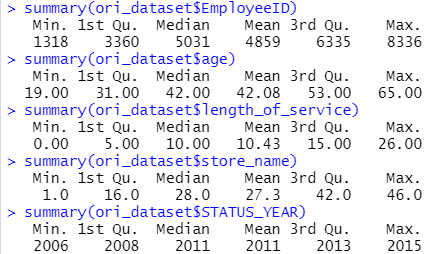 > summary(ori_dataset$EmployeeID)
Min. 1st Qu. Median Mean 3rd Qu. Max.
1318 3360 5031 4859 6335 8336
> summary(ori_dataset$age)
Min. 1st Qu. Median Mean 3rd Qu. Max.
19.00 31.00 42.00 42.08 53.00 65.00
> summary(ori_dataset$length_of_service)
Min. 1st Qu. Median Mean 3rd Qu. Max.
0.00 5.00 10.00 10.43 15.00 26.00
> summary(ori_dataset$store_name)
Min. 1st Qu. Median Mean 3rd Qu. Max.
1.0 16.0 28.0 27.3 42.0 46.0
> summary(ori_dataset$STATUS_YEAR)
Min. 1st Qu. Median Mean 3rd Qu. Max.
2006 2008 2011 2011 2013 2015